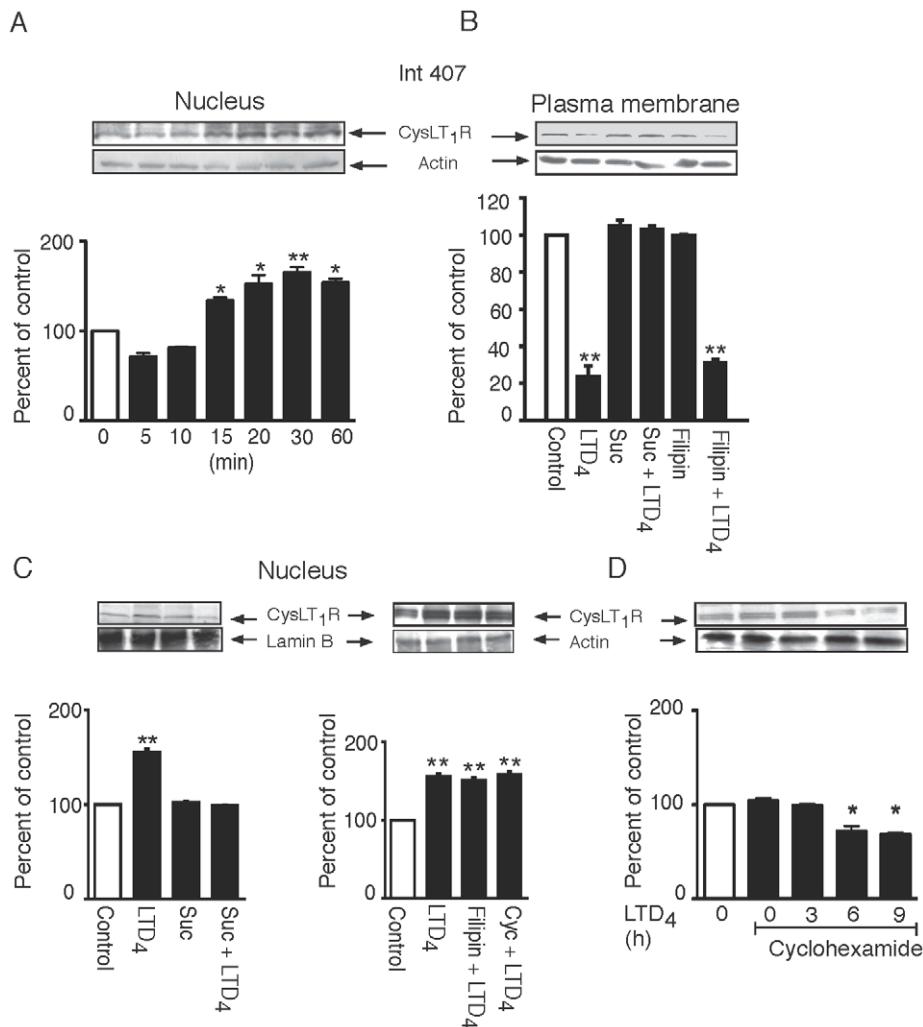 A
B
Int 407
Nucleus
Plasma membrane
CysLT1R
Actin
Percent of control
200
100
0
* * ** *
0 5 10 15 20 30 60
(min)
Percent of control
120
100
80
60
40
20
0
** **
Control
LTD4
Suc
Suc + LTD4
Filipin
Filipin + LTD4
C
Nucleus
D
CysLT1R
Lamin B
CysLT1R
Actin
Percent of control
200
100
0
**
Control
LTD4
Suc
Suc + LTD4
Percent of control
200
100
0
** ** **
Control
LTD4
Filipin + LTD4
Cyc + LTD4
Percent of control
200
100
0
* *
LTD4 0 0 3 6 9
(h)
Cyclohexamide